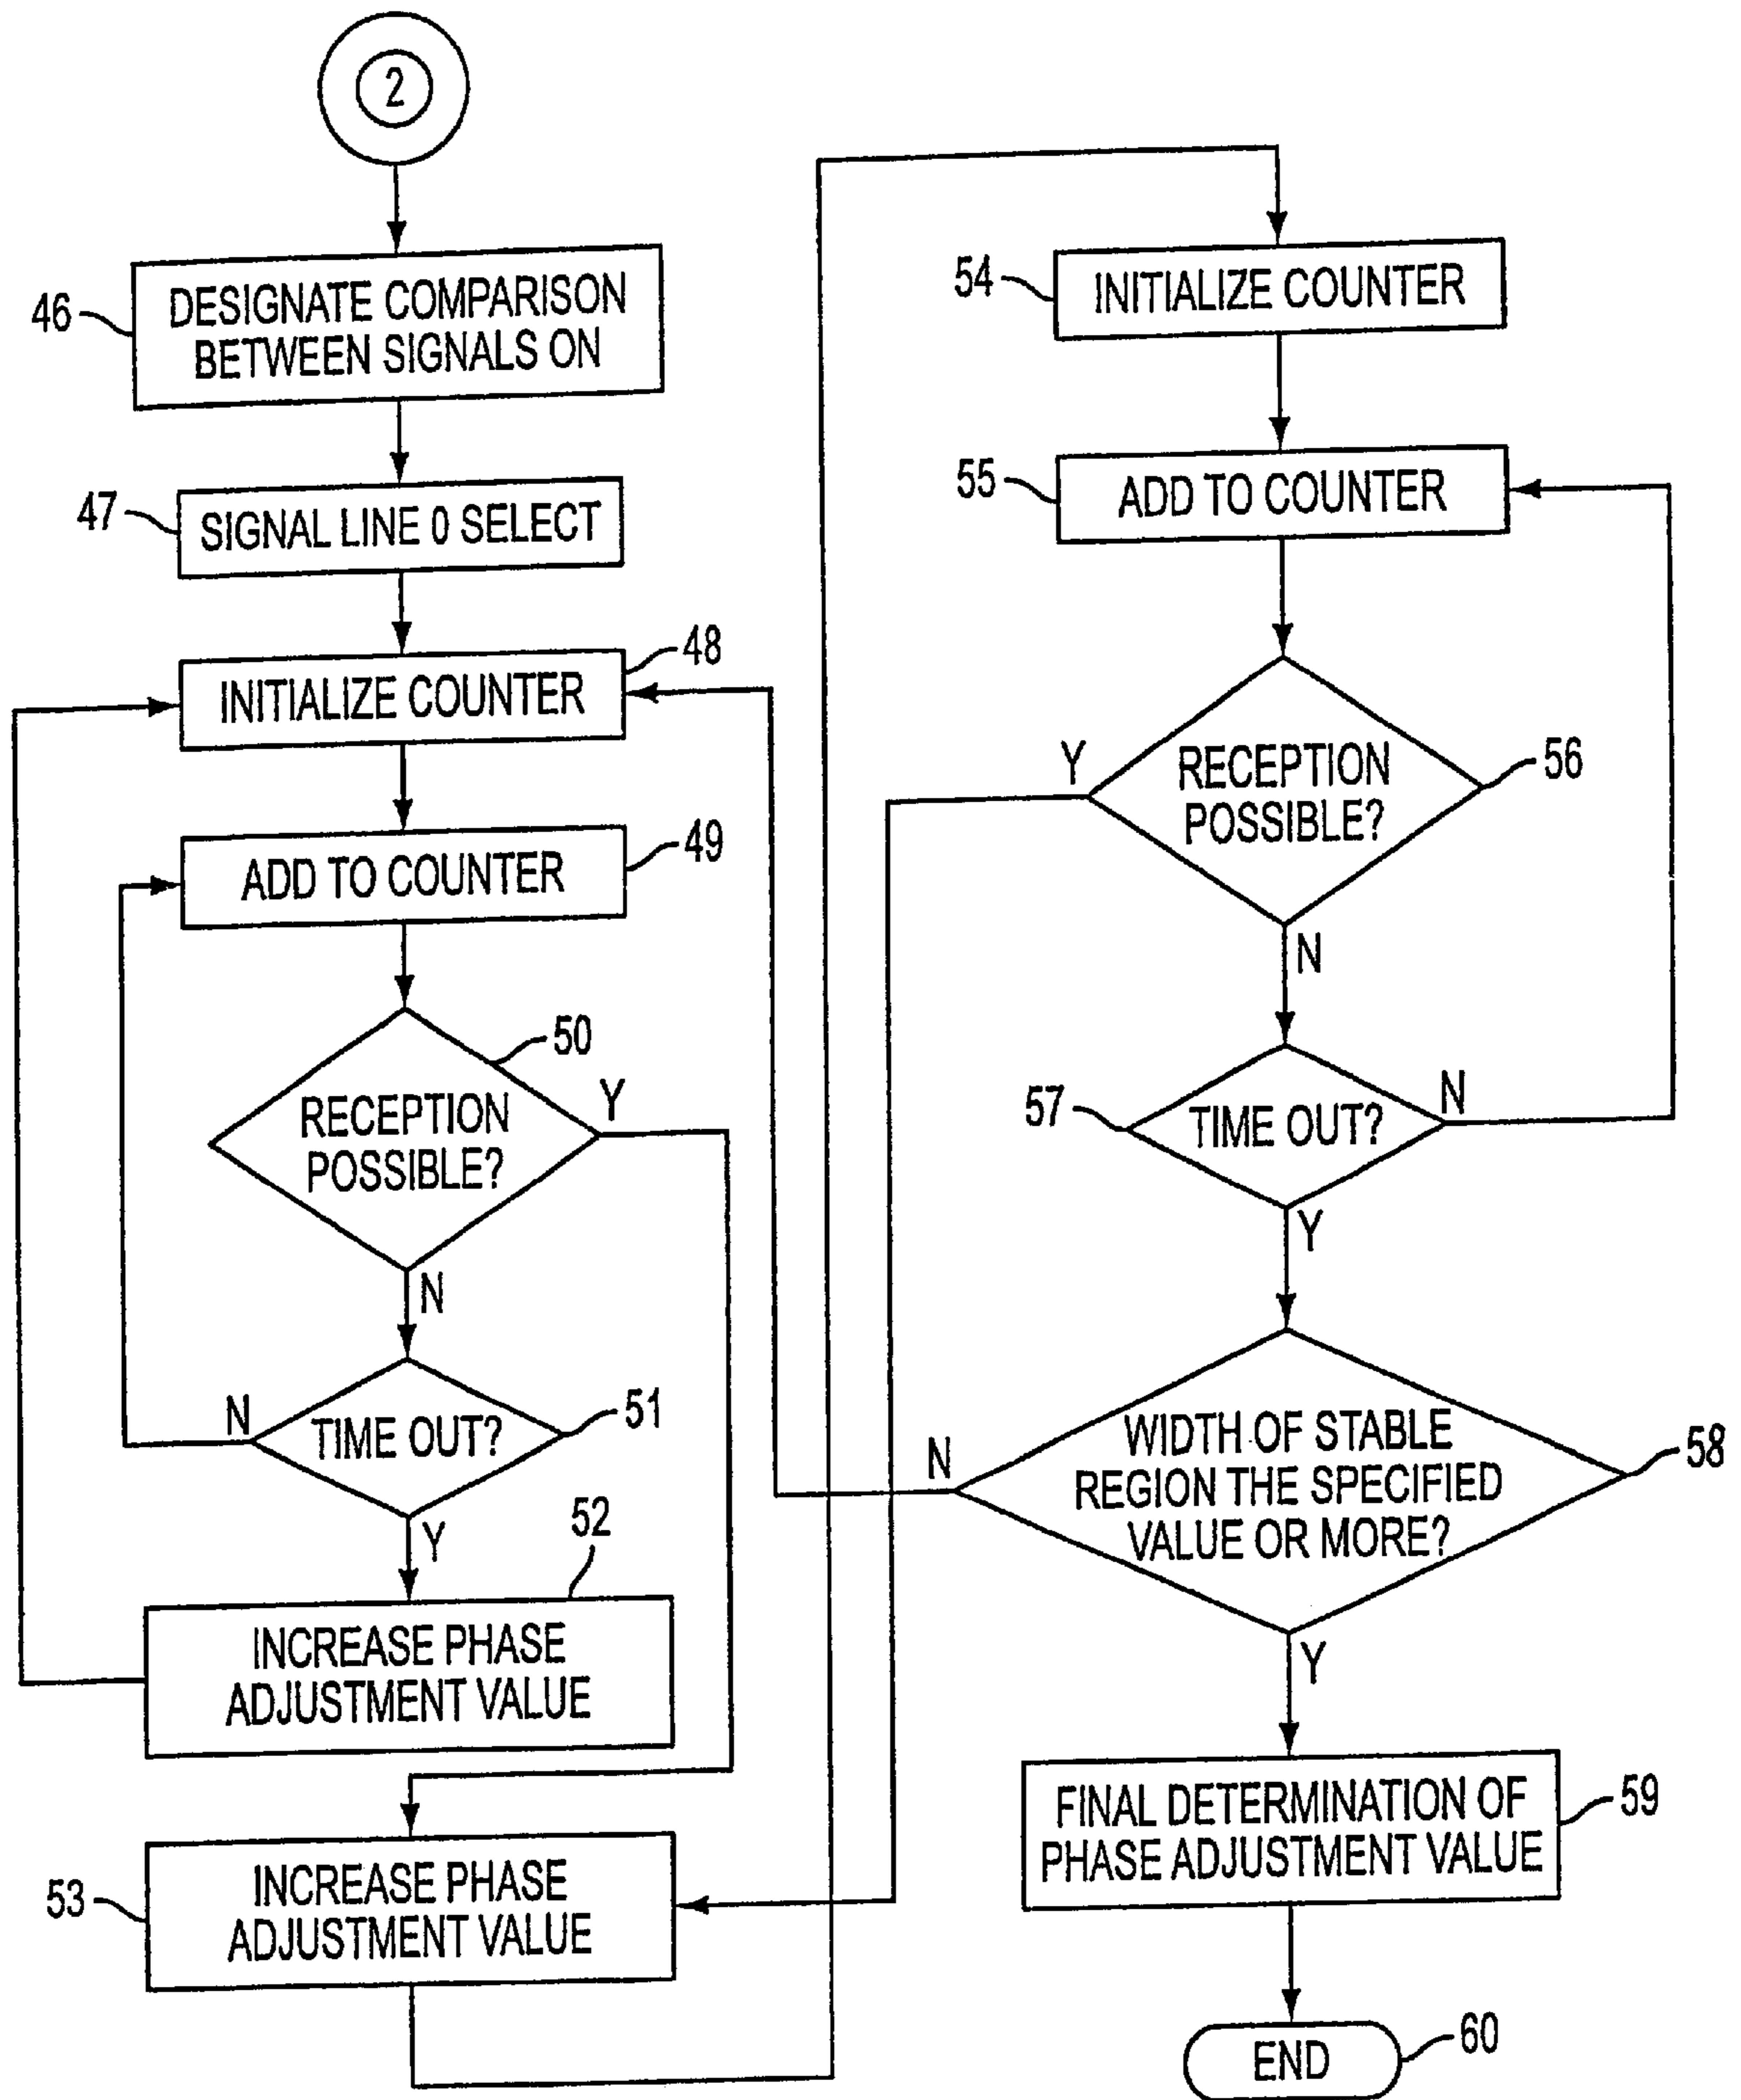 2
46
DESIGNATE COMPARISON
BETWEEN SIGNALS ON
47
SIGNAL LINE 0 SELECT
48
INITIALIZE COUNTER
49
ADD TO COUNTER
50
RECEPTION
POSSIBLE?
Y
N
51
TIME OUT?
N
Y
52
INCREASE PHASE
ADJUSTMENT VALUE
53
INCREASE PHASE
ADJUSTMENT VALUE
54
INITIALIZE COUNTER
55
ADD TO COUNTER
56
RECEPTION
POSSIBLE?
Y
N
57
TIME OUT?
N
Y
58
WIDTH OF STABLE
REGION THE SPECIFIED
VALUE OR MORE?
N
Y
59
FINAL DETERMINATION OF
PHASE ADJUSTMENT VALUE
60
END